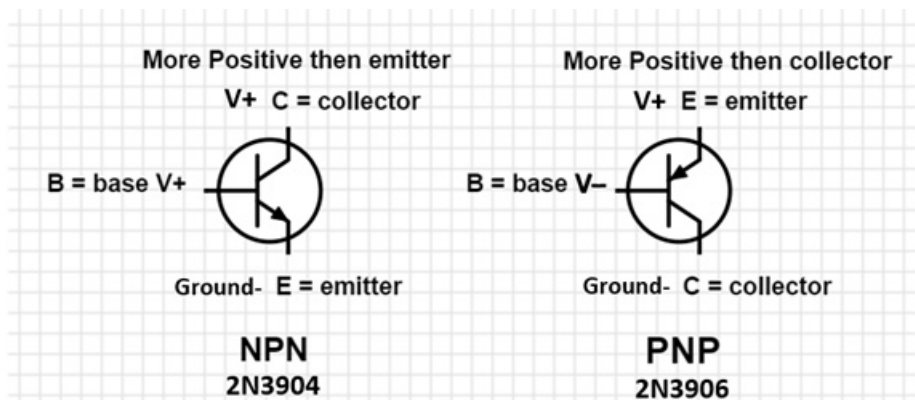 More Positive then emitter
V+ C = collector
B = base V+
Ground- E = emitter
NPN
2N3904
More Positive then collector
V+ E = emitter
B = base V–
Ground- C = collector
PNP
2N3906